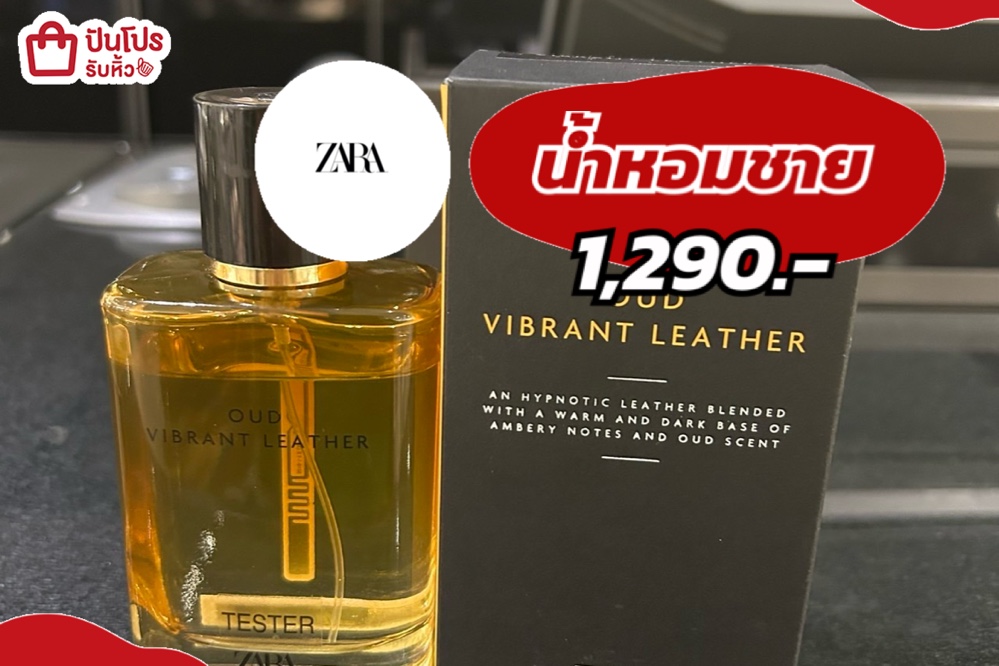 ปันโปร
รับหิ้ว
ZARA
น้ำหอมชาย
1,290.-
OUD
VIBRANT LEATHER
AN HYPNOTIC LEATHER BLENDED
WITH A WARM AND DARK BASE OF
AMBERY NOTES AND OUD SCENT
OUD
VIBRANT LEATHER
TESTER
ZARA